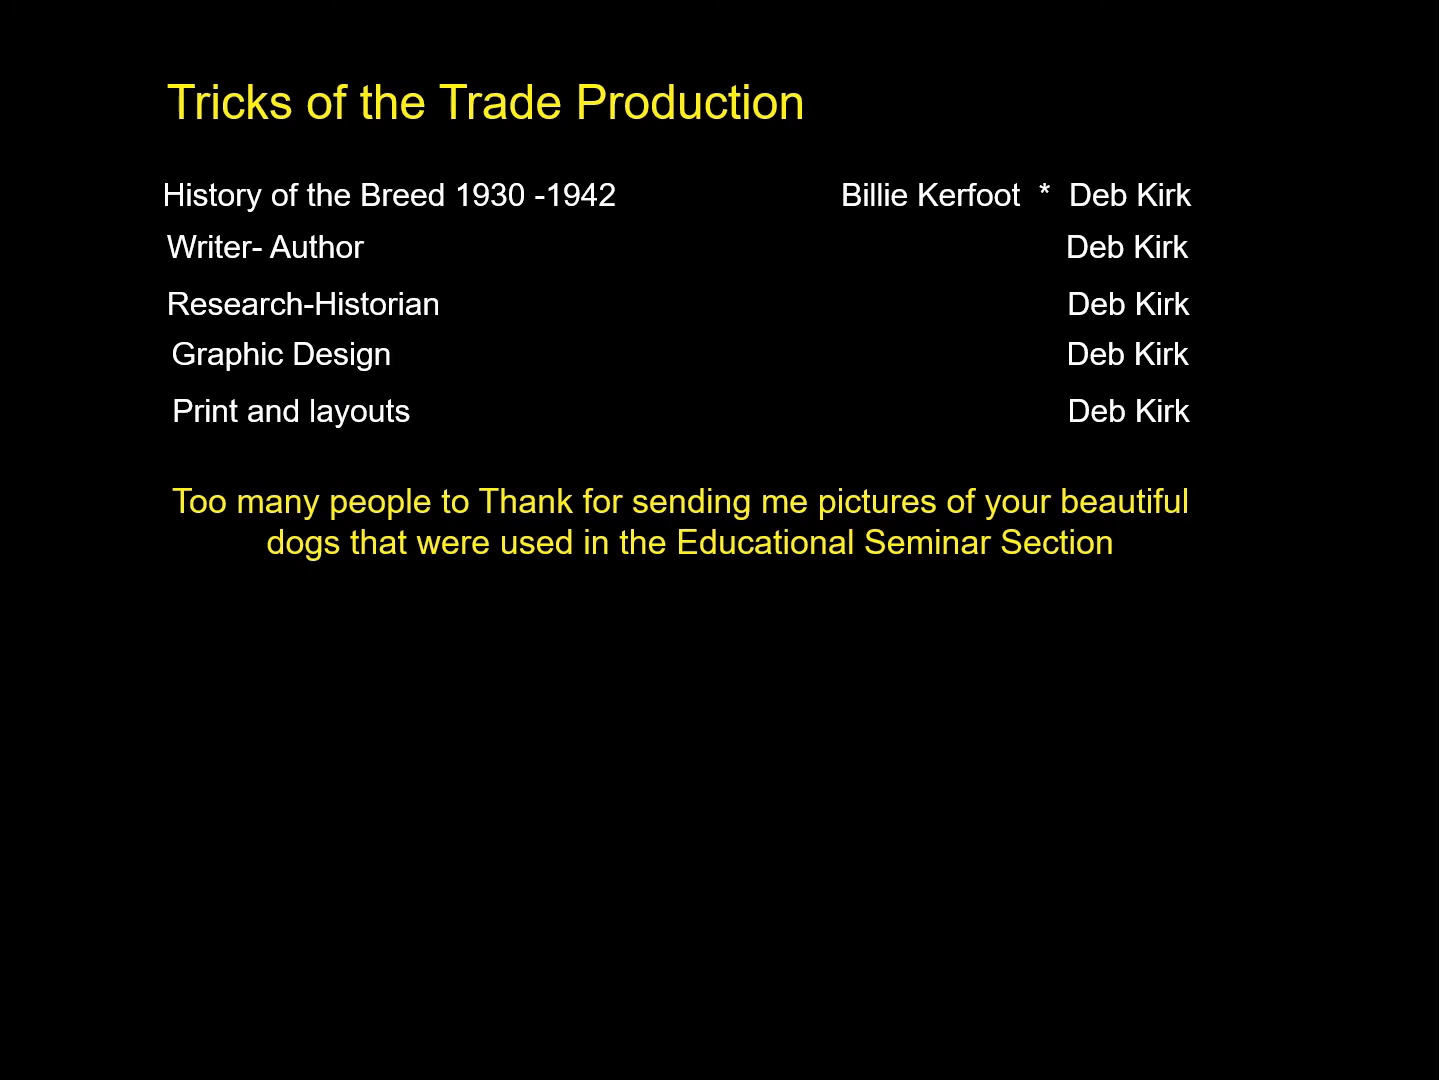 Tricks of the Trade Production
History of the Breed 1930 -1942 Billie Kerfoot * Deb Kirk
Writer- Author Deb Kirk
Research-Historian Deb Kirk
Graphic Design Deb Kirk
Print and layouts Deb Kirk
Too many people to Thank for sending me pictures of your beautiful
dogs that were used in the Educational Seminar Section